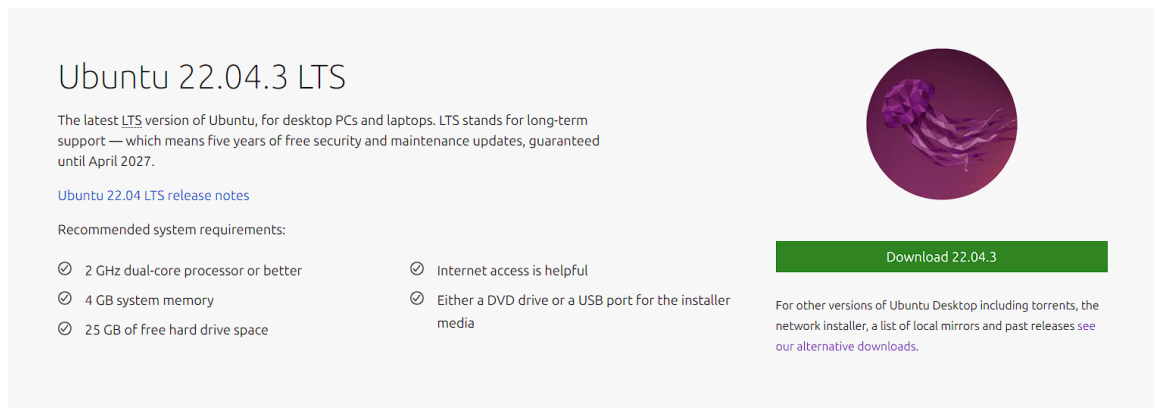 Ubuntu 22.04.3 LTS
The latest LTS version of Ubuntu, for desktop PCs and laptops. LTS stands for long-term
support — which means five years of free security and maintenance updates, guaranteed
until April 2027.
Ubuntu 22.04 LTS release notes
Recommended system requirements:
2 GHz dual-core processor or better
4 GB system memory
25 GB of free hard drive space
Internet access is helpful
Either a DVD drive or a USB port for the installer
media
Download 22.04.3
For other versions of Ubuntu Desktop including torrents, the
network installer, a list of local mirrors and past releases see
our alternative downloads.